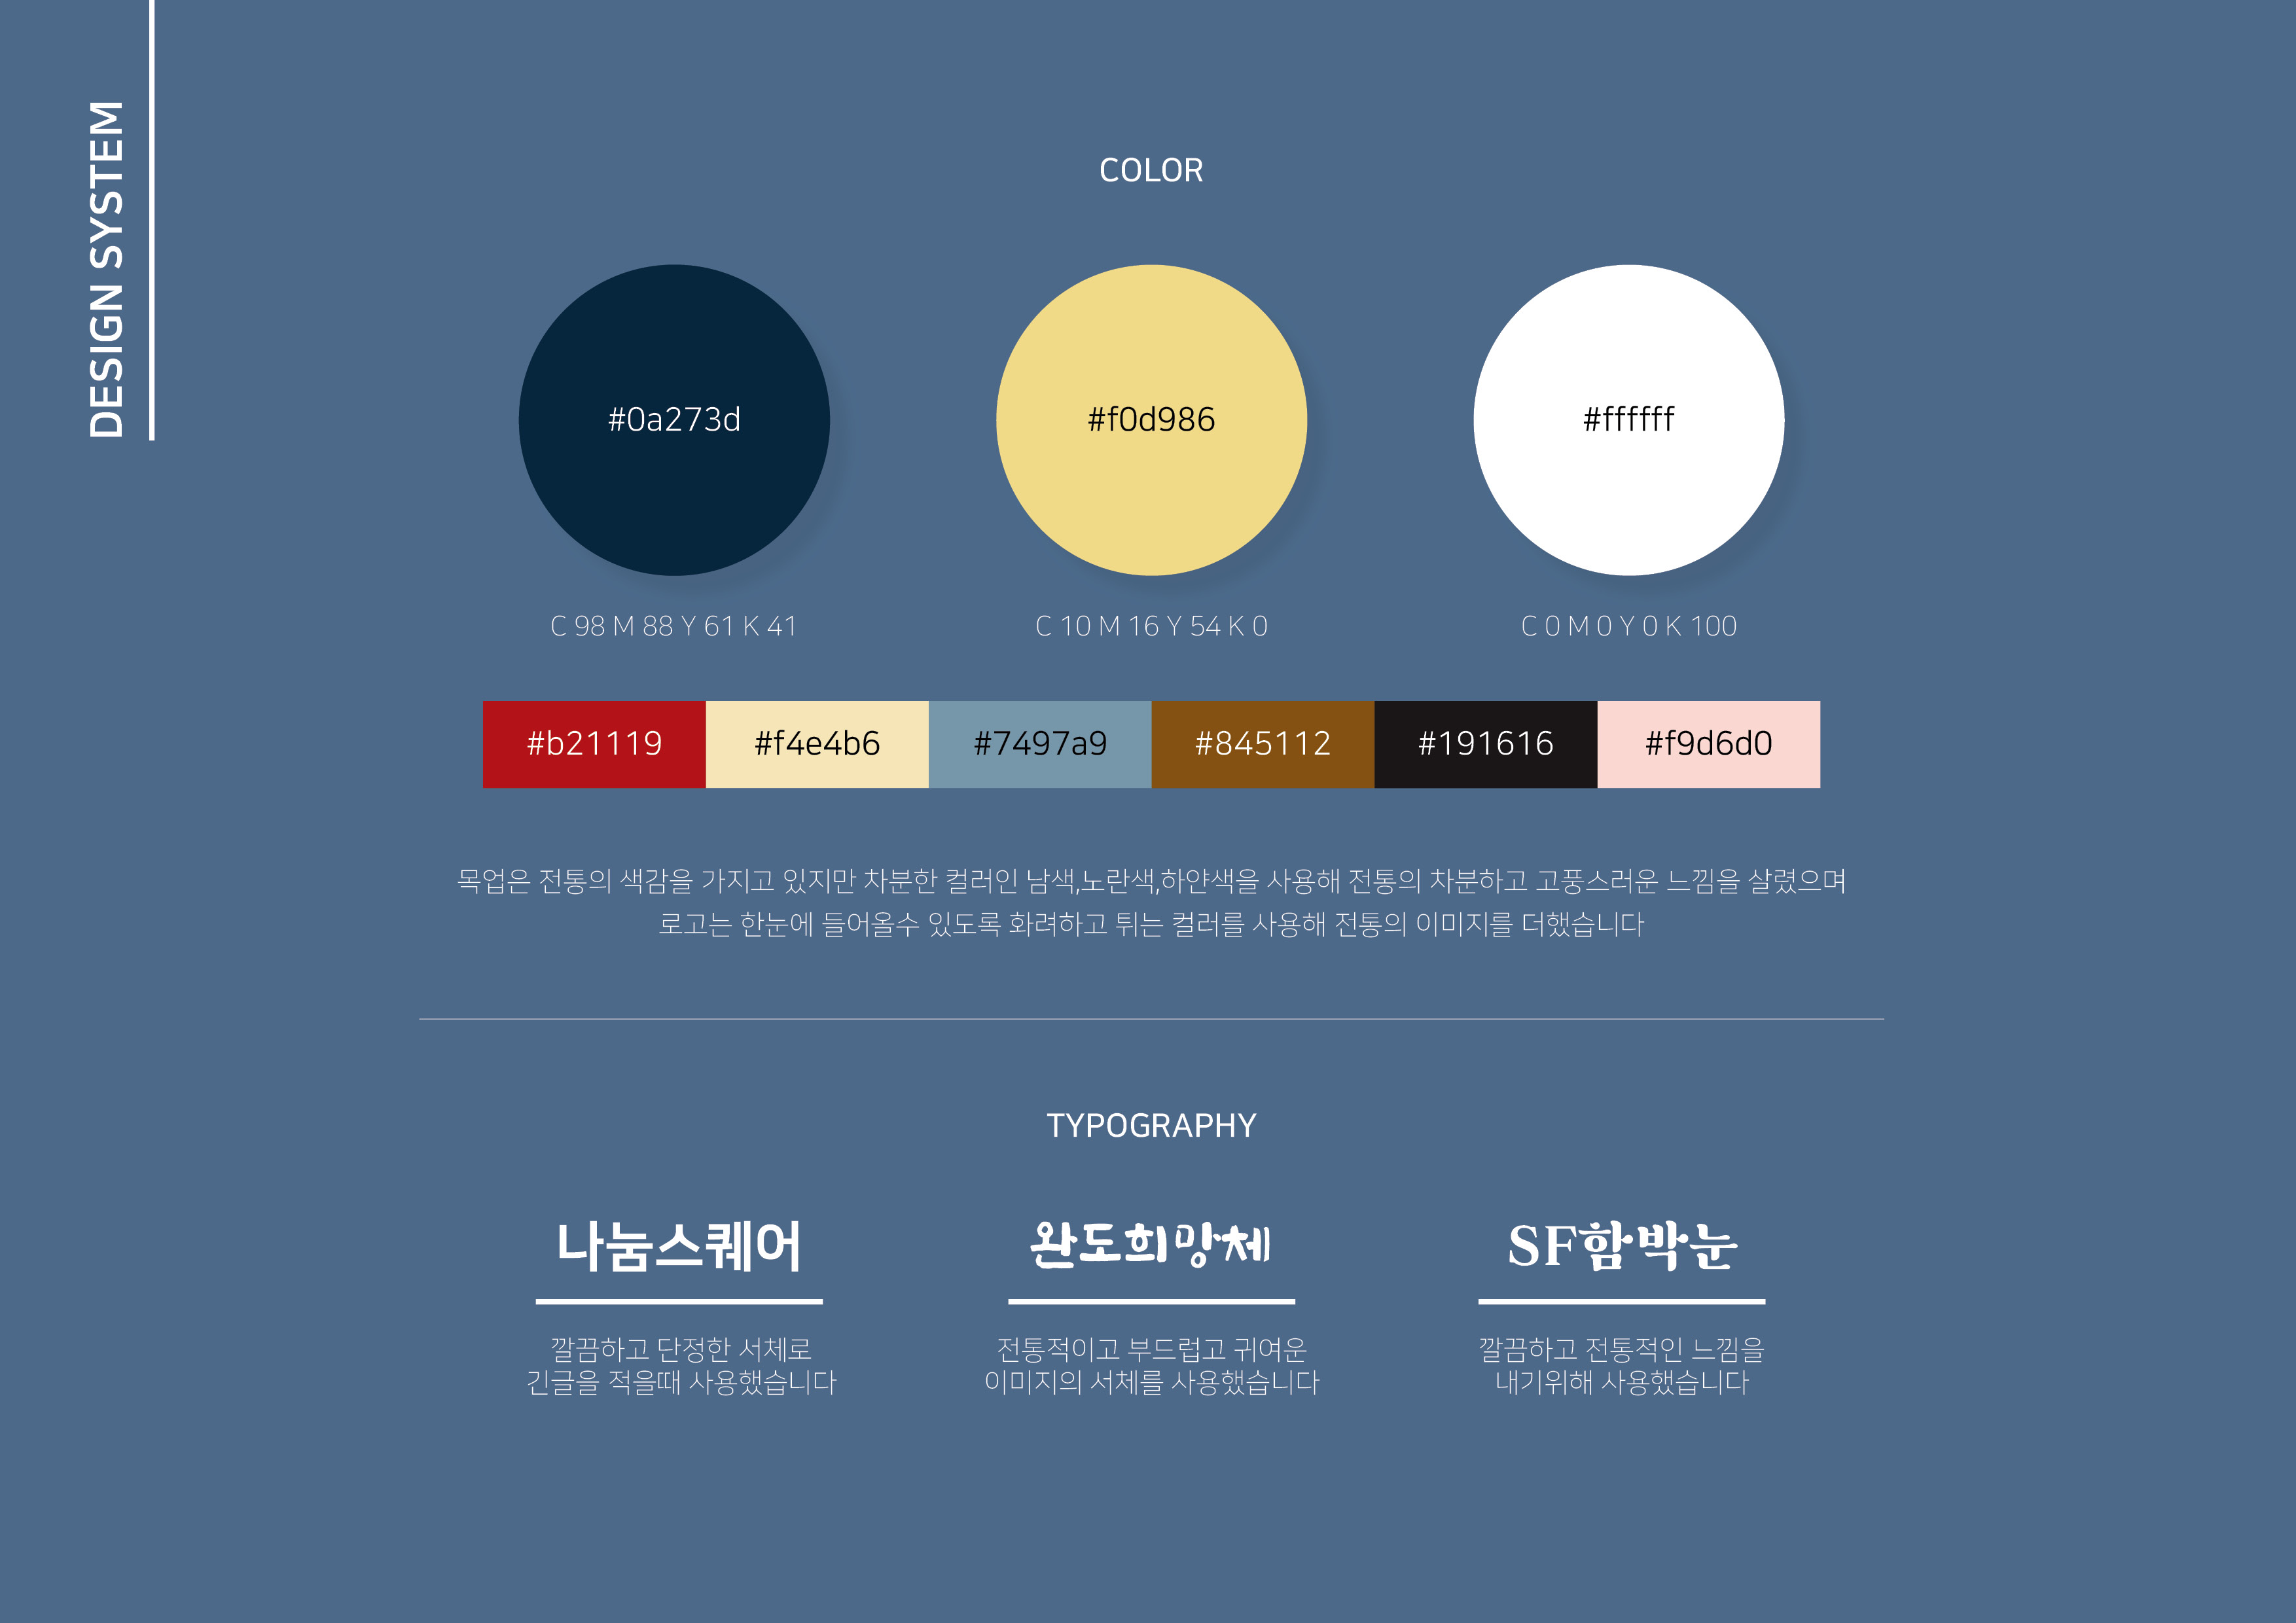 DESIGN SYSTEM
COLOR
#0a273d
#f0d986
#ffffff
C 98 M 88 Y 61 K 41
C 10 M 16 Y 54 K 0
C 0 M 0 Y 0 K 100
#b21119
#f4e4b6
#7497a9
#845112
#191616
#f9d6d0
목업은 전통의 색감을 가지고 있지만 차분한 컬러인 남색,노란색,하얀색을 사용해 전통의 차분하고 고풍스러운 느낌을 살렸으며
로고는 한눈에 들어올수 있도록 화려하고 튀는 컬러를 사용해 전통의 이미지를 더했습니다
TYPOGRAPHY
나눔스퀘어
깔끔하고 단정한 서체로
긴글을 적을때 사용했습니다
완도희망체
전통적이고 부드럽고 귀여운
이미지의 서체를 사용했습니다
SF함박눈
깔끔하고 전통적인 느낌을
내기위해 사용했습니다